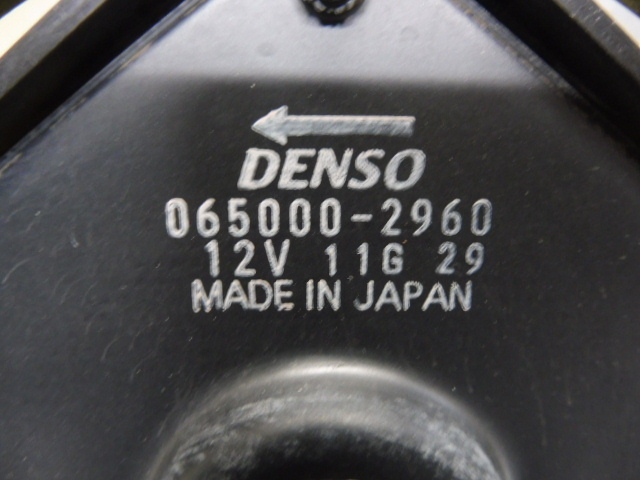 DENSO
065000-2960
12V 11G 29
MADE IN JAPAN